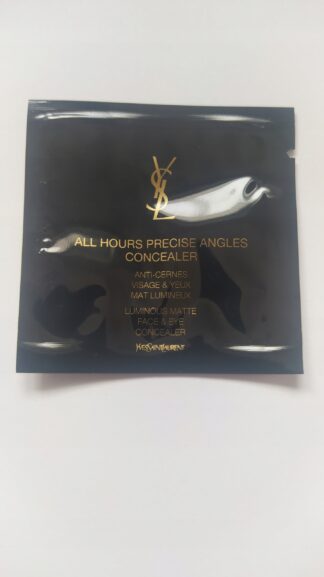 YSL
ALL HOURS PRECISE ANGLES
CONCEALER
ANTI-CERNES
VISAGE & YEUX
MAT LUMINEUX
LUMINOUS MATTE
FACE & EYE
CONCEALER
YVESSAINTLAURENT